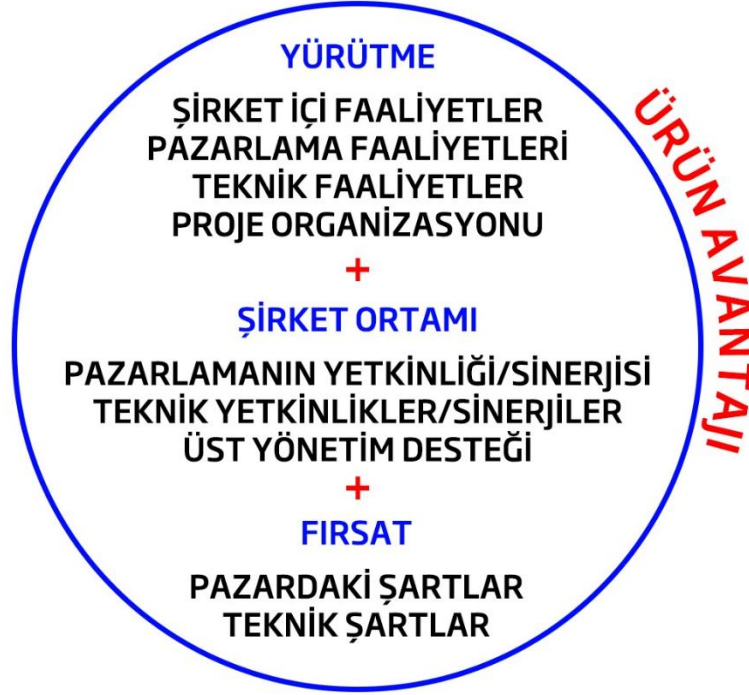 YÜRÜTME
ŞİRKET İÇİ FAALİYETLER
PAZARLAMA FAALİYETLERİ
TEKNİK FAALİYETLER
PROJE ORGANİZASYONU
+
ŞİRKET ORTAMI
PAZARLAMANIN YETKİNLİĞİ/SİNERJİSİ
TEKNİK YETKİNLİKLER/SİNERJİLER
ÜST YÖNETİM DESTEĞİ
+
FIRSAT
PAZARDAKİ ŞARTLAR
TEKNİK ŞARTLAR
ÜRÜN AVANTAJI